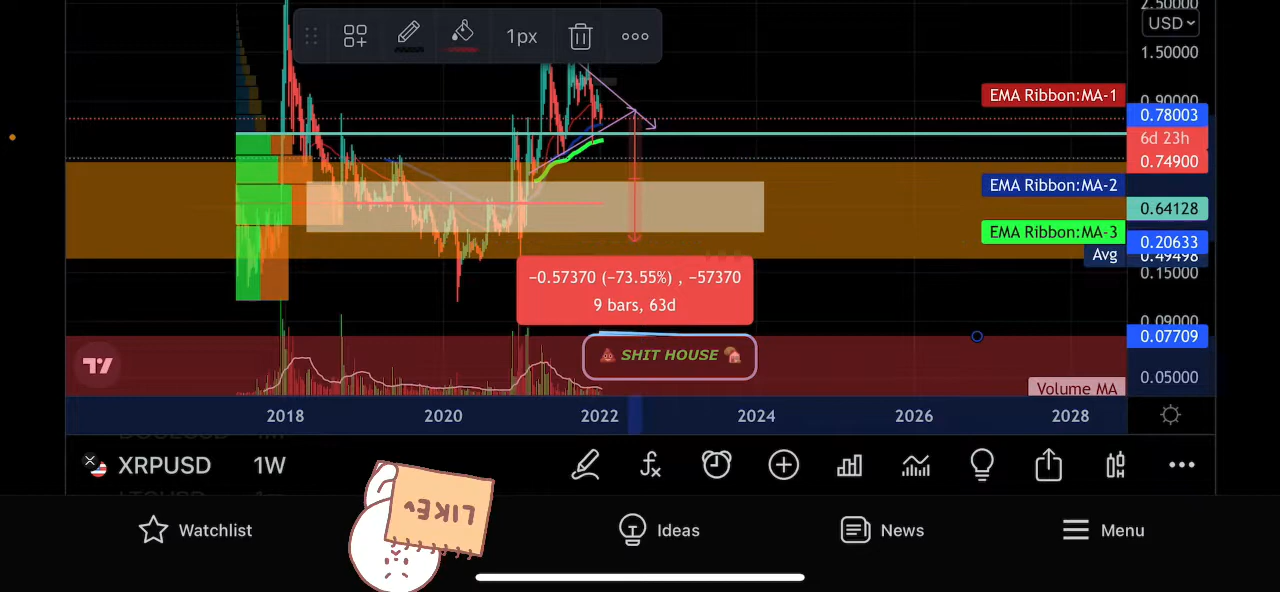 2.50000
USD
1px
1.50000
EMA Ribbon:MA-1
0.90000
0.78003
6d 23h
0.74900
EMA Ribbon:MA-2
0.64128
EMA Ribbon:MA-3
0.20633
Avg
0.49498
0.15000
−0.57370 (−73.55%) , −57370
9 bars, 63d
0.09000
0.07709
💩 SHIT HOUSE 🛖
0.05000
Volume MA
2018
2020
2022
2024
2026
2028
XRPUSD
1W
LIKE
Watchlist
Ideas
News
Menu